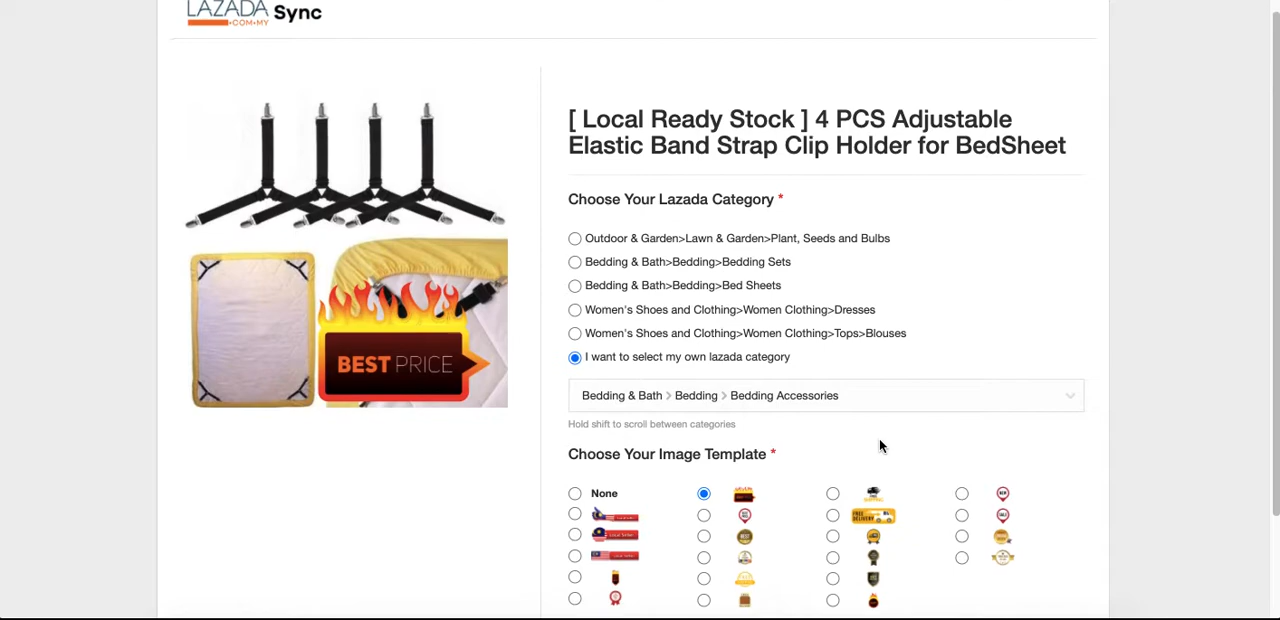 LAZADA
.COM.MY
Sync
[ Local Ready Stock ] 4 PCS Adjustable
Elastic Band Strap Clip Holder for BedSheet
Choose Your Lazada Category *
Outdoor & Garden>Lawn & Garden>Plant, Seeds and Bulbs
Bedding & Bath>Bedding>Bedding Sets
Bedding & Bath>Bedding>Bed Sheets
Women's Shoes and Clothing>Women Clothing>Dresses
Women's Shoes and Clothing>Women Clothing>Tops>Blouses
I want to select my own lazada category
BEST PRICE
Bedding & Bath > Bedding > Bedding Accessories
Hold shift to scroll between categories
Choose Your Image Template *
None
FREE DELIVERY